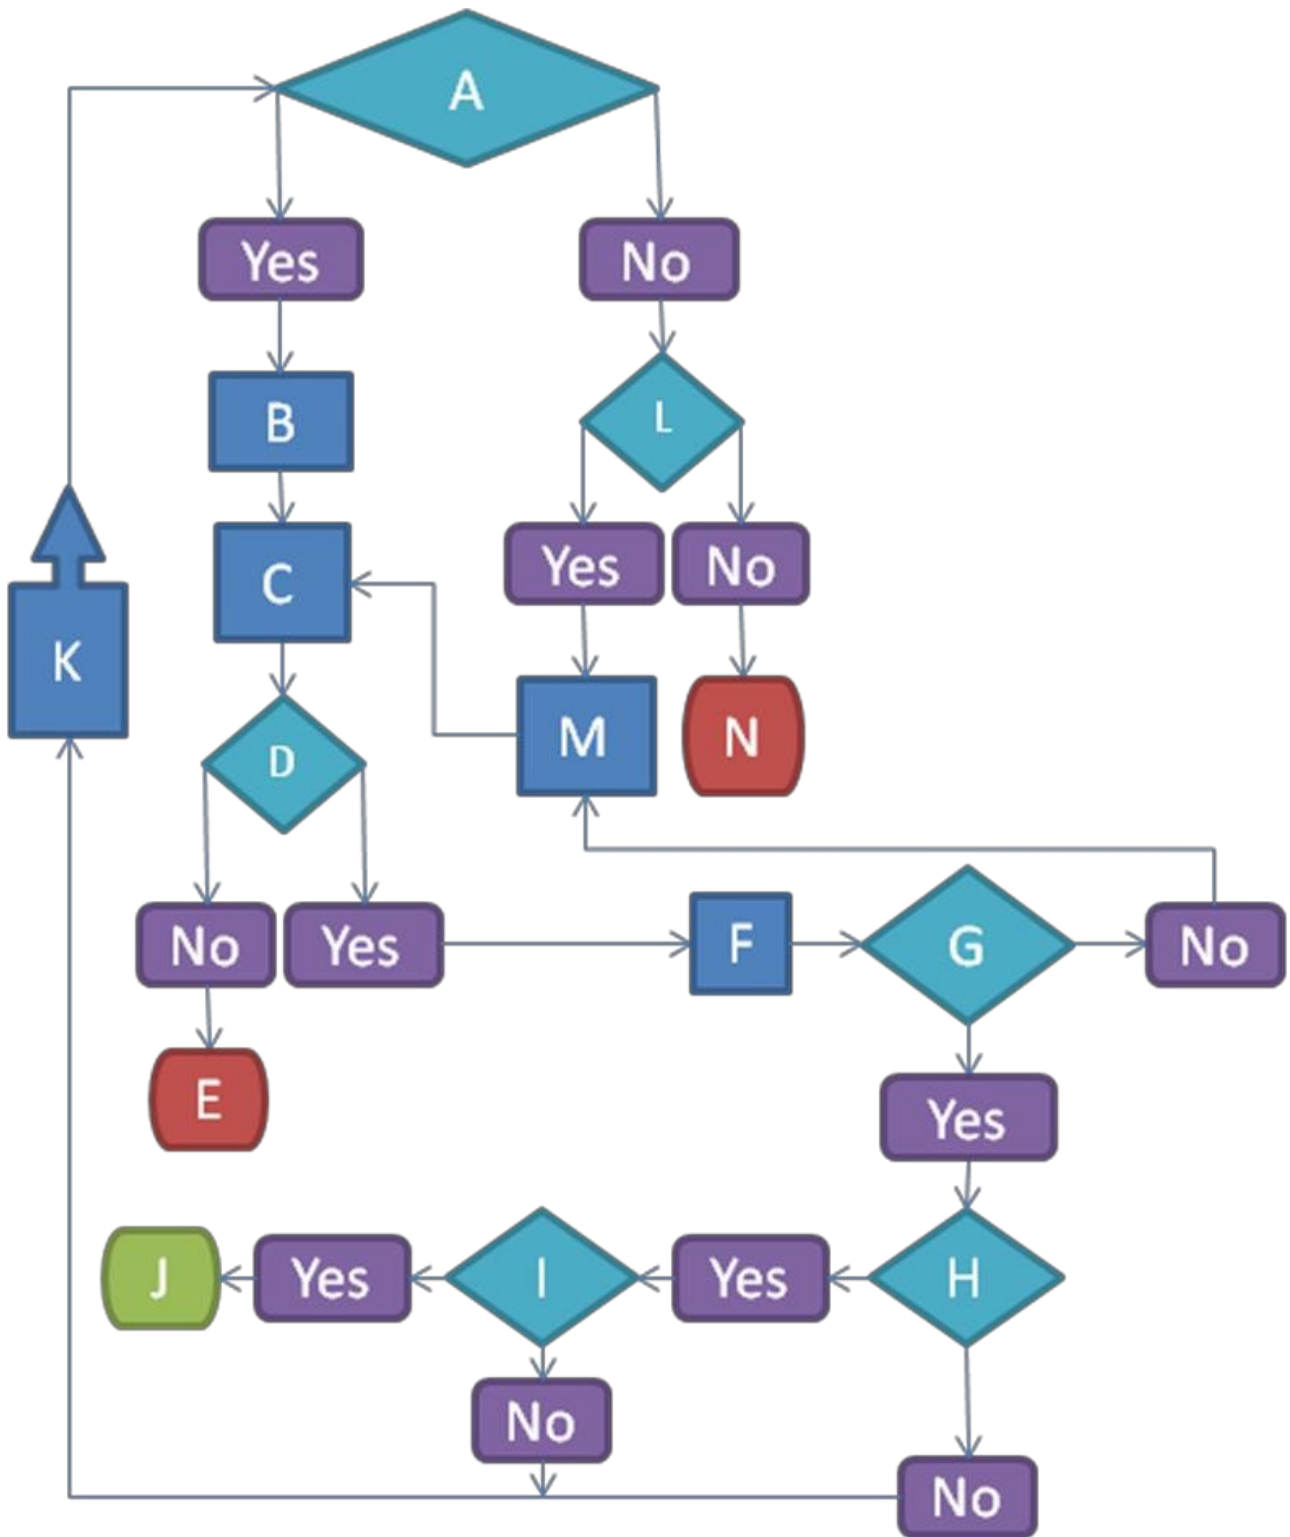 A
Yes
No
B
L
C
Yes
No
K
M
N
D
No
Yes
F
G
No
E
Yes
J
Yes
I
Yes
H
No
No